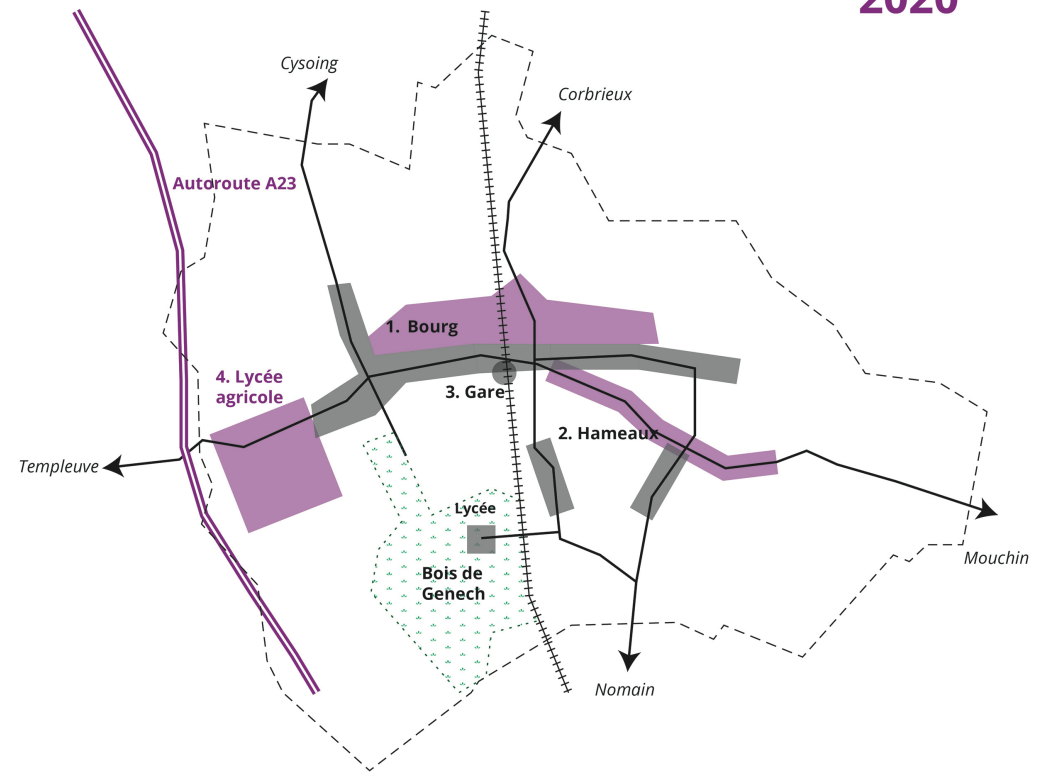 2020
Cysoing
Corbrieux
Autoroute A23
1. Bourg
4. Lycée
agricole
3. Gare
2. Hameaux
Templeuve
Lycée
Mouchin
Bois de
Genech
Nomain